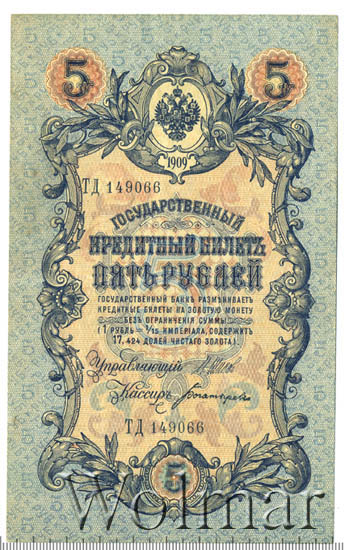 5 5
1909
ТД 149066
ГОСУДАРСТВЕННЫЙ
КРЕДИТНЫЙ БИЛЕТЪ
ПЯТЬ РУБЛЕЙ
ГОСУДАРСТВЕННЫЙ БАНКЪ РАЗМѢНИВАЕТЪ
КРЕДИТНЫЕ БИЛЕТЫ НА ЗОЛОТУЮ МОНЕТУ
БЕЗЪ ОГРАНИЧЕНІЯ СУММЫ
(1 РУБЛЬ = 1/15 ИМПЕРІАЛА, СОДЕРЖИТЪ
17,424 ДОЛЕЙ ЧИСТАГО ЗОЛОТА).
Управляющій
Кассиръ
ТД 149066
5
Wolmar